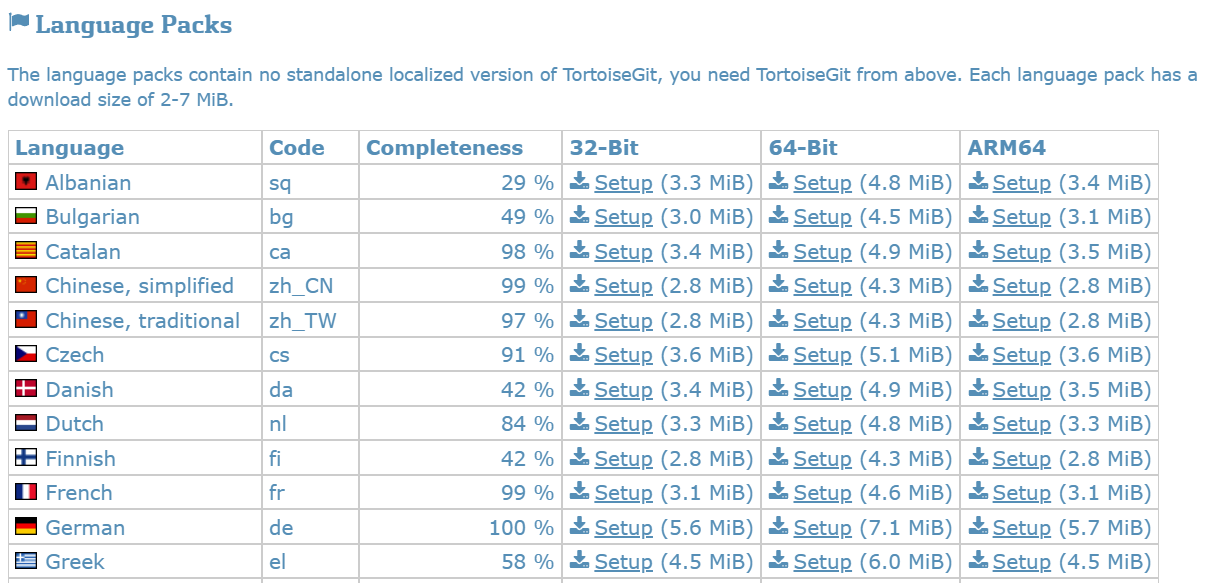 Language Packs
The language packs contain no standalone localized version of TortoiseGit, you need TortoiseGit from above. Each language pack has a
download size of 2-7 MiB.
Language Code Completeness 32-Bit 64-Bit ARM64
Albanian sq 29 % Setup (3.3 MiB) Setup (4.8 MiB) Setup (3.4 MiB)
Bulgarian bg 49 % Setup (3.0 MiB) Setup (4.5 MiB) Setup (3.1 MiB)
Catalan ca 98 % Setup (3.4 MiB) Setup (4.9 MiB) Setup (3.5 MiB)
Chinese, simplified zh_CN 99 % Setup (2.8 MiB) Setup (4.3 MiB) Setup (2.8 MiB)
Chinese, traditional zh_TW 97 % Setup (2.8 MiB) Setup (4.3 MiB) Setup (2.8 MiB)
Czech cs 91 % Setup (3.6 MiB) Setup (5.1 MiB) Setup (3.6 MiB)
Danish da 42 % Setup (3.4 MiB) Setup (4.9 MiB) Setup (3.5 MiB)
Dutch nl 84 % Setup (3.3 MiB) Setup (4.8 MiB) Setup (3.3 MiB)
Finnish fi 42 % Setup (2.8 MiB) Setup (4.3 MiB) Setup (2.8 MiB)
French fr 99 % Setup (3.1 MiB) Setup (4.6 MiB) Setup (3.1 MiB)
German de 100 % Setup (5.6 MiB) Setup (7.1 MiB) Setup (5.7 MiB)
Greek el 58 % Setup (4.5 MiB) Setup (6.0 MiB) Setup (4.5 MiB)